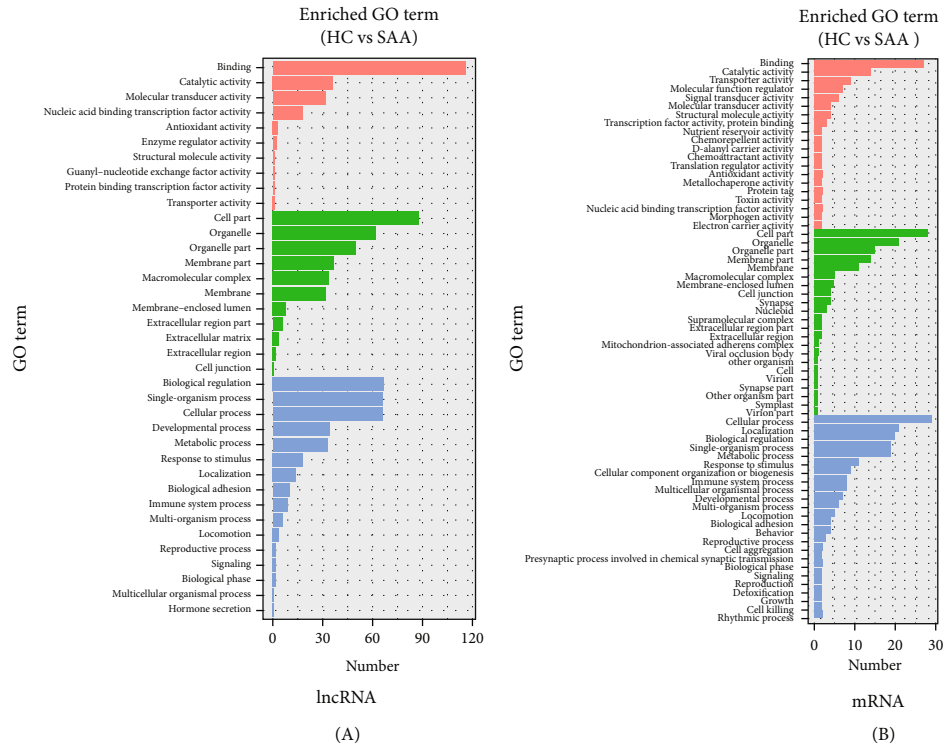 Enriched GO term
(HC vs SAA)
GO term
Binding
Catalytic activity
Molecular transducer activity
Nucleic acid binding transcription factor activity
Antioxidant activity
Enzyme regulator activity
Structural molecule activity
Guanyl−nucleotide exchange factor activity
Protein binding transcription factor activity
Transporter activity
Cell part
Organelle
Organelle part
Membrane part
Macromolecular complex
Membrane
Membrane−enclosed lumen
Extracellular region part
Extracellular matrix
Extracellular region
Cell junction
Biological regulation
Single-organism process
Cellular process
Developmental process
Metabolic process
Response to stimulus
Localization
Biological adhesion
Immune system process
Multi-organism process
Locomotion
Reproductive process
Signaling
Biological phase
Multicellular organismal process
Hormone secretion
0 30 60 90 120
Number
lncRNA
(A)
Enriched GO term
(HC vs SAA )
GO term
Binding
Catalytic activity
Transporter activity
Molecular function regulator
Signal transducer activity
Molecular transducer activity
Structural molecule activity
Transcription factor activity, protein binding
Nutrient reservoir activity
Chemorepellent activity
D-alanyl carrier activity
Chemoattractant activity
Translation regulator activity
Antioxidant activity
Metallochaperone activity
Protein tag
Toxin activity
Nucleic acid binding transcription factor activity
Morphogen activity
Electron carrier activity
Cell part
Organelle
Organelle part
Membrane part
Membrane
Macromolecular complex
Membrane-enclosed lumen
Cell junction
Synapse
Nucleoid
Supramolecular complex
Extracellular region part
Extracellular region
Mitochondrion-associated adherens complex
Viral occlusion body
other organism
Cell
Virion
Synapse part
Other organism part
Symplast
Virion part
Cellular process
Localization
Biological regulation
Single-organism process
Metabolic process
Response to stimulus
Cellular component organization or biogenesis
Immune system process
Multicellular organismal process
Developmental process
Multi-organism process
Locomotion
Biological adhesion
Behavior
Reproductive process
Cell aggregation
Presynaptic process involved in chemical synaptic transmission
Biological phase
Signaling
Reproduction
Detoxification
Growth
Cell killing
Rhythmic process
0 10 20 30
Number
mRNA
(B)